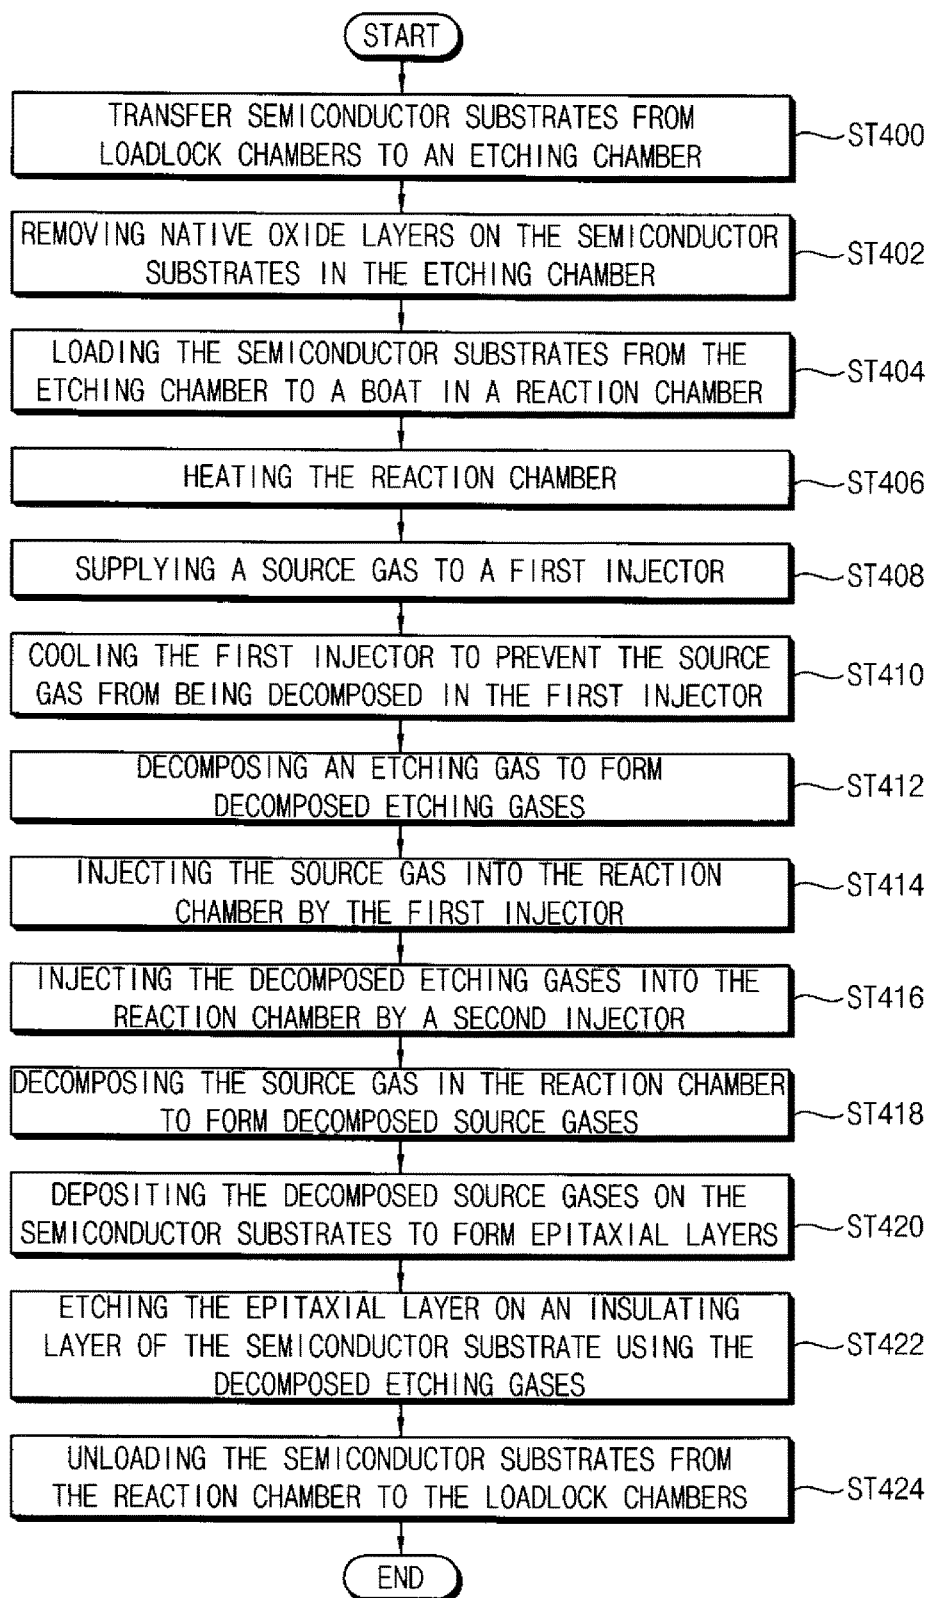 START
TRANSFER SEMICONDUCTOR SUBSTRATES FROM
LOADLOCK CHAMBERS TO AN ETCHING CHAMBER
ST400
REMOVING NATIVE OXIDE LAYERS ON THE SEMICONDUCTOR
SUBSTRATES IN THE ETCHING CHAMBER
ST402
LOADING THE SEMICONDUCTOR SUBSTRATES FROM THE
ETCHING CHAMBER TO A BOAT IN A REACTION CHAMBER
ST404
HEATING THE REACTION CHAMBER
ST406
SUPPLYING A SOURCE GAS TO A FIRST INJECTOR
ST408
COOLING THE FIRST INJECTOR TO PREVENT THE SOURCE
GAS FROM BEING DECOMPOSED IN THE FIRST INJECTOR
ST410
DECOMPOSING AN ETCHING GAS TO FORM
DECOMPOSED ETCHING GASES
ST412
INJECTING THE SOURCE GAS INTO THE REACTION
CHAMBER BY THE FIRST INJECTOR
ST414
INJECTING THE DECOMPOSED ETCHING GASES INTO THE
REACTION CHAMBER BY A SECOND INJECTOR
ST416
DECOMPOSING THE SOURCE GAS IN THE REACTION CHAMBER
TO FORM DECOMPOSED SOURCE GASES
ST418
DEPOSITING THE DECOMPOSED SOURCE GASES ON THE
SEMICONDUCTOR SUBSTRATES TO FORM EPITAXIAL LAYERS
ST420
ETCHING THE EPITAXIAL LAYER ON AN INSULATING
LAYER OF THE SEMICONDUCTOR SUBSTRATE USING THE
DECOMPOSED ETCHING GASES
ST422
UNLOADING THE SEMICONDUCTOR SUBSTRATES FROM
THE REACTION CHAMBER TO THE LOADLOCK CHAMBERS
ST424
END